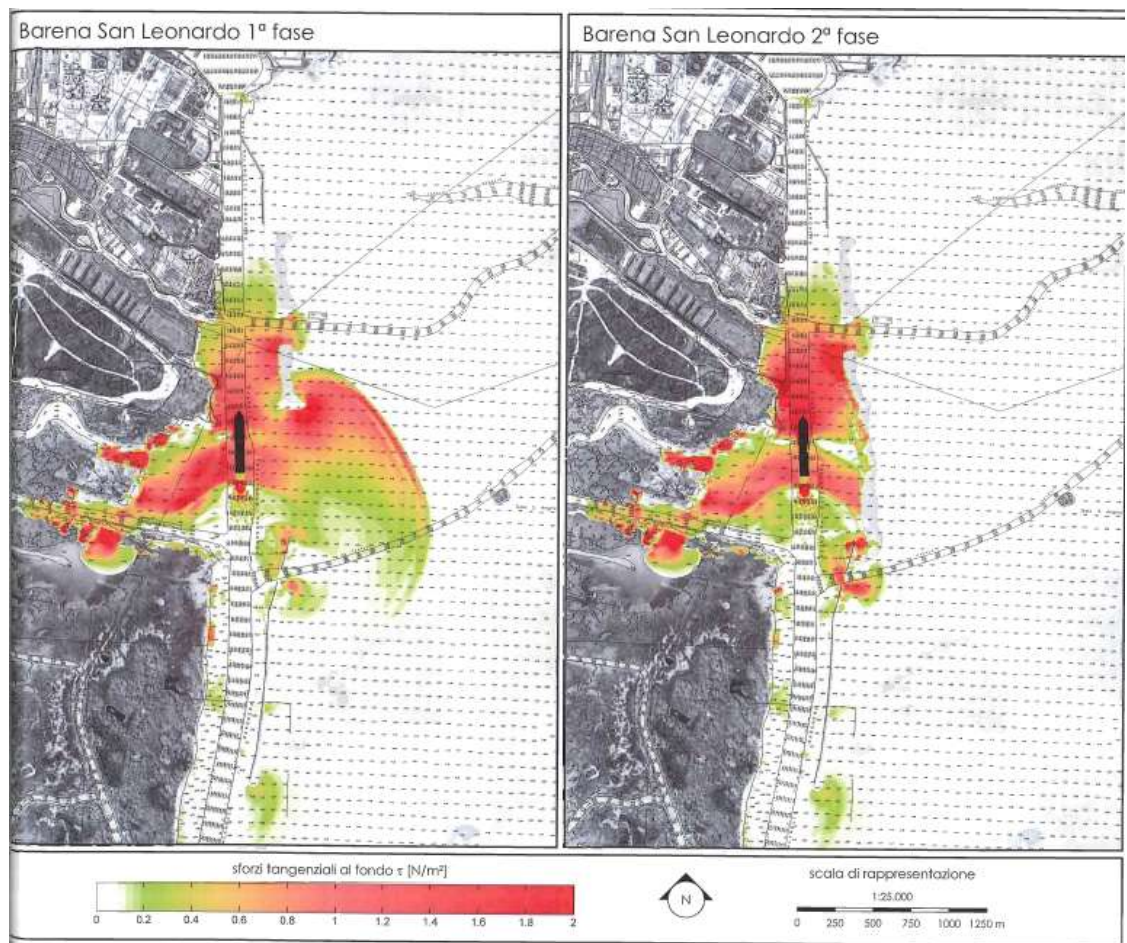 Barena San Leonardo 1ª fase
Barena San Leonardo 2ª fase
sforzi tangenziali al fondo τ [N/m²]
0 0.2 0.4 0.6 0.8 1 1.2 1.4 1.6 1.8 2
N
scala di rappresentazione
1:25.000
0 250 500 750 1000 1250 m